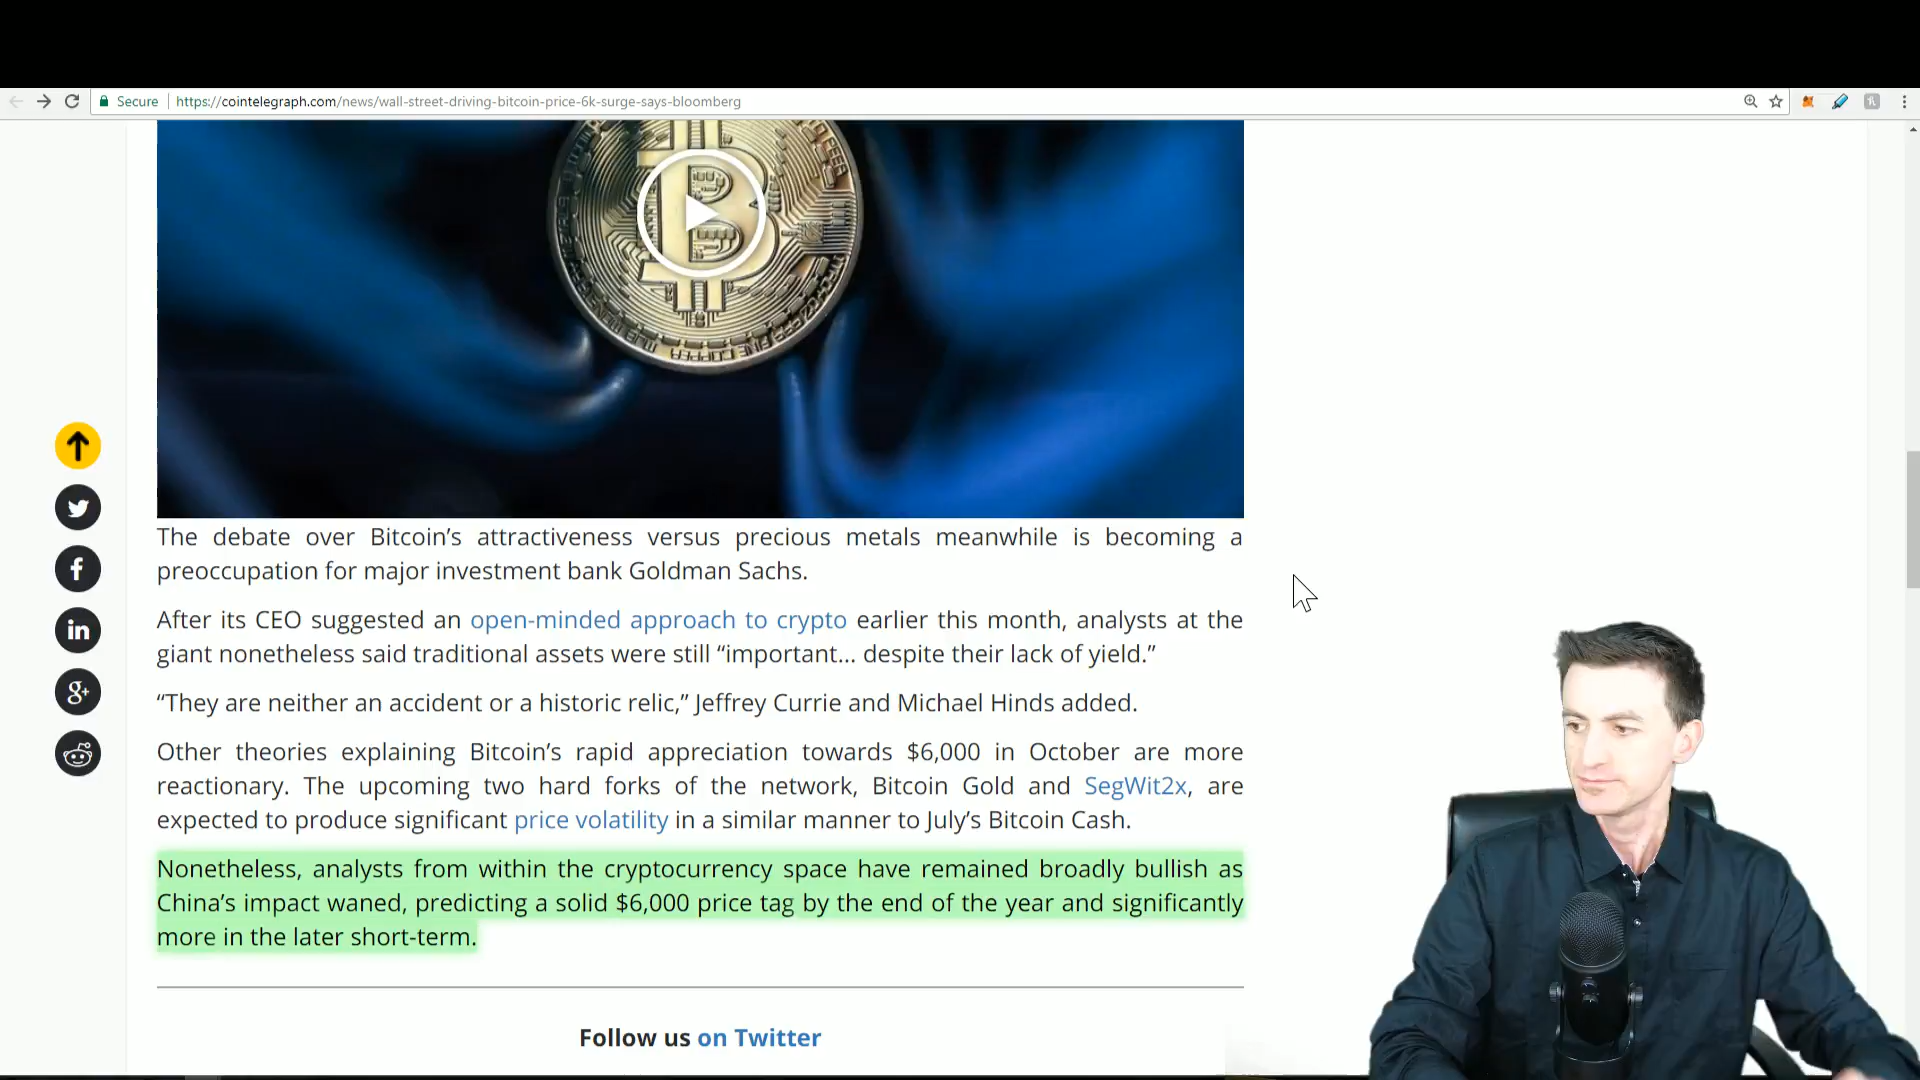 Secure
https://cointelegraph.com/news/wall-street-driving-bitcoin-price-6k-surge-says-bloomberg
The debate over Bitcoin’s attractiveness versus precious metals meanwhile is becoming a
preoccupation for major investment bank Goldman Sachs.
After its CEO suggested an open-minded approach to crypto earlier this month, analysts at the
giant nonetheless said traditional assets were still “important... despite their lack of yield.”
“They are neither an accident or a historic relic,” Jeffrey Currie and Michael Hinds added.
Other theories explaining Bitcoin’s rapid appreciation towards $6,000 in October are more
reactionary. The upcoming two hard forks of the network, Bitcoin Gold and SegWit2x, are
expected to produce significant price volatility in a similar manner to July’s Bitcoin Cash.
Nonetheless, analysts from within the cryptocurrency space have remained broadly bullish as
China’s impact waned, predicting a solid $6,000 price tag by the end of the year and significantly
more in the later short-term.
Follow us on Twitter